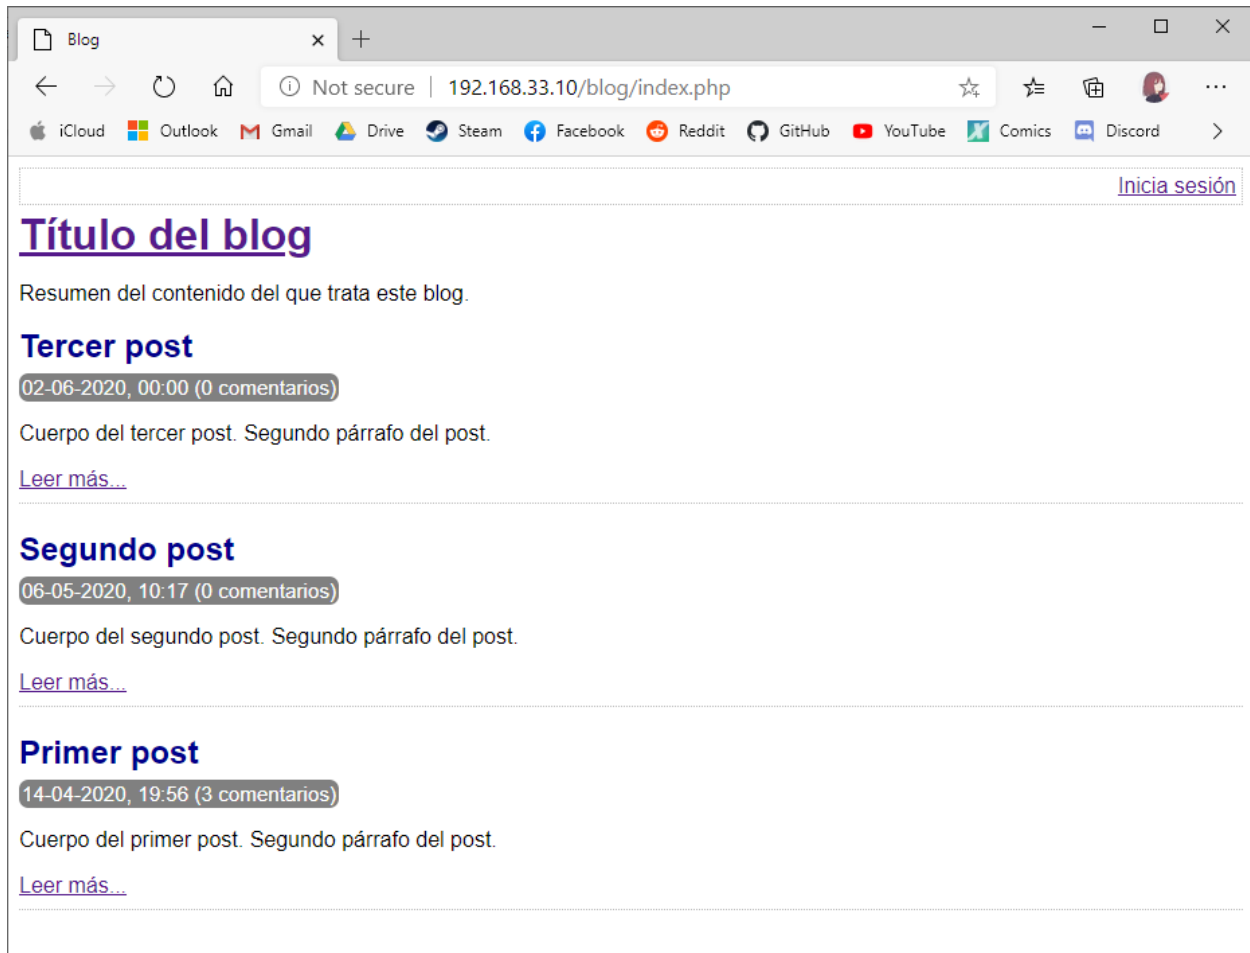 Blog
Not secure | 192.168.33.10/blog/index.php
iCloud Outlook Gmail Drive Steam Facebook Reddit GitHub YouTube Comics Discord
Inicia sesión
Título del blog
Resumen del contenido del que trata este blog.
Tercer post
02-06-2020, 00:00 (0 comentarios)
Cuerpo del tercer post. Segundo párrafo del post.
Leer más...
Segundo post
06-05-2020, 10:17 (0 comentarios)
Cuerpo del segundo post. Segundo párrafo del post.
Leer más...
Primer post
14-04-2020, 19:56 (3 comentarios)
Cuerpo del primer post. Segundo párrafo del post.
Leer más...